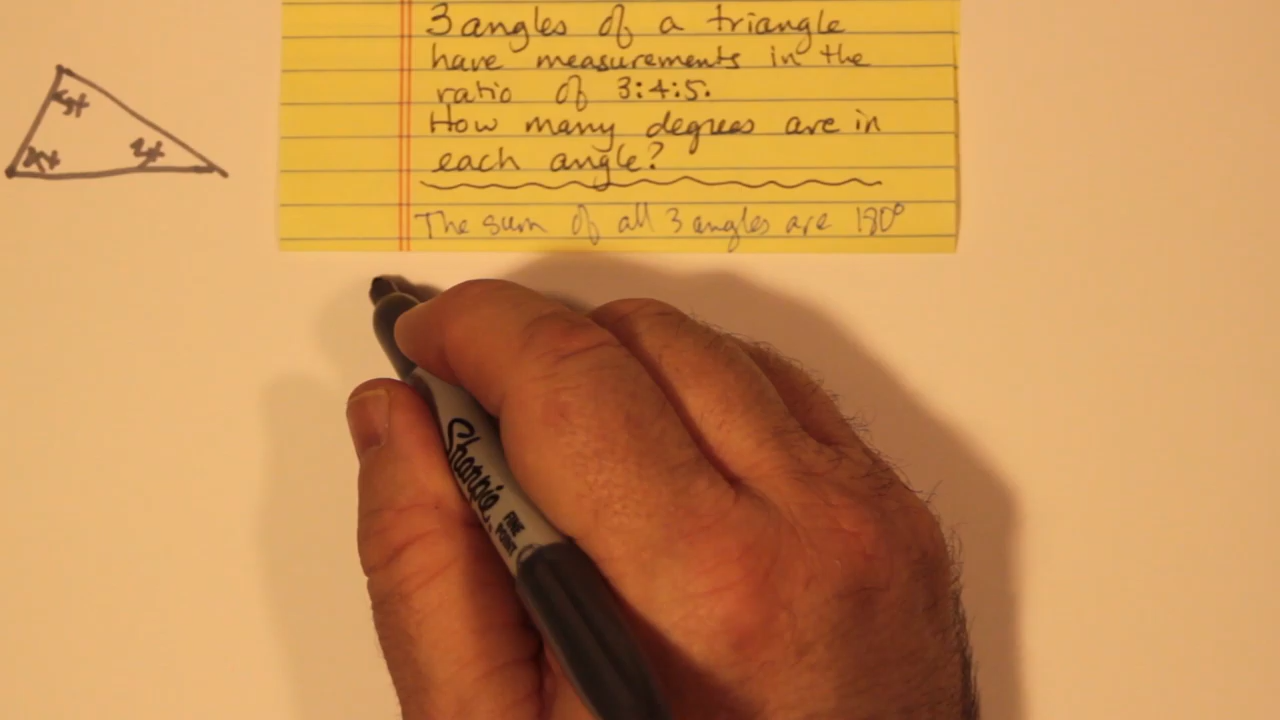 3 angles of a triangle
have measurements in the
ratio of 3:4:5.
How many degrees are in
each angle?
The sum of all 3 angles are 180°
Sharpie
FINE
POINT